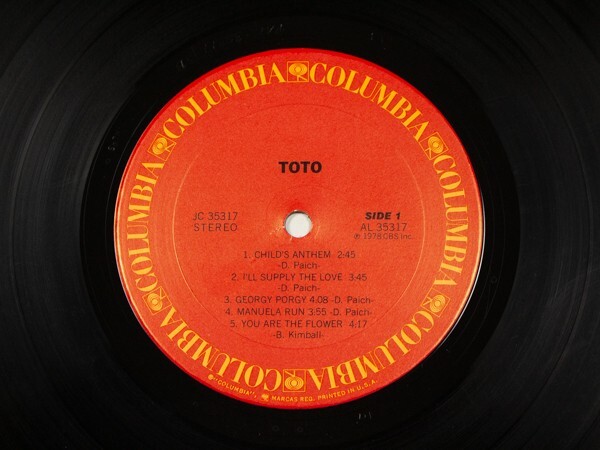 COLUMBIA COLUMBIA COLUMBIA COLUMBIA COLUMBIA COLUMBIA COLUMBIA
TOTO
JC 35317
STEREO
SIDE 1
AL 35317
℗ 1978 CBS Inc.
1. CHILD'S ANTHEM 2:45
-D. Paich-
2. I'LL SUPPLY THE LOVE 3:45
-D. Paich-
3. GEORGY PORGY 4:08 -D. Paich-
4. MANUELA RUN 3:55 -D. Paich-
5. YOU ARE THE FLOWER 4:17
-B. Kimball-
®"COLUMBIA", MARCAS REG. PRINTED IN U.S.A.